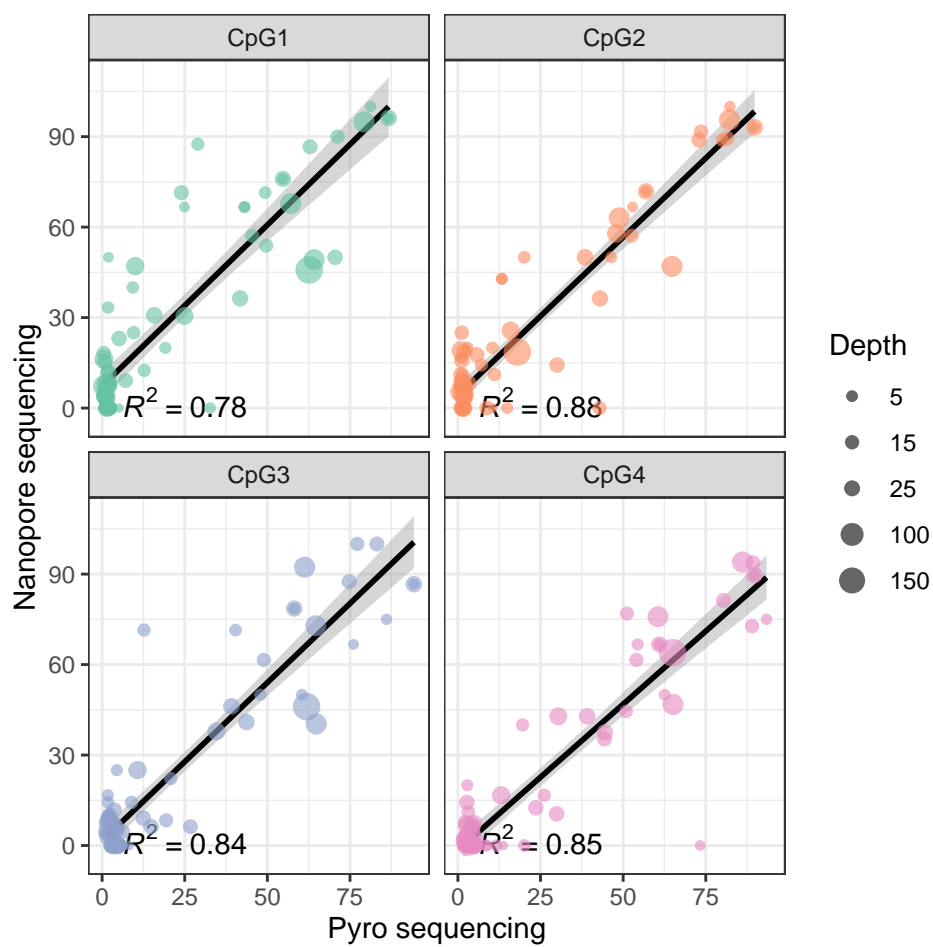 CpG1 CpG2
90
60
30
0
R² = 0.78 R² = 0.88
CpG3 CpG4
90
60
30
0
R² = 0.84 R² = 0.85
0 25 50 75 0 25 50 75
Pyro sequencing
Nanopore sequencing
Depth
5
15
25
100
150